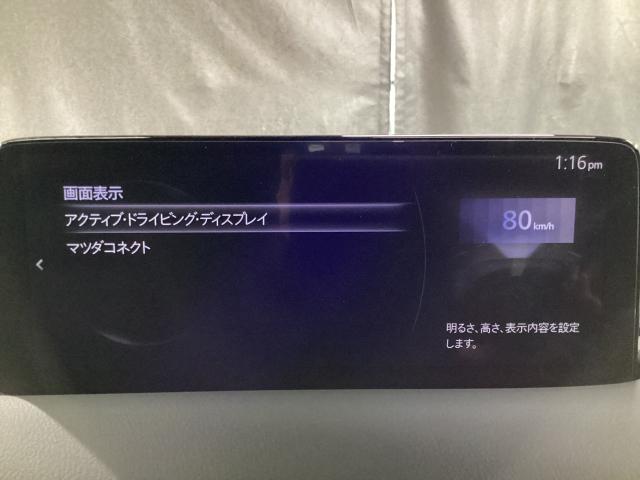 1:16pm
画面表示
アクティブ・ドライビング・ディスプレイ
マツダコネクト
80km/h
明るさ、高さ、表示内容を設定
します。